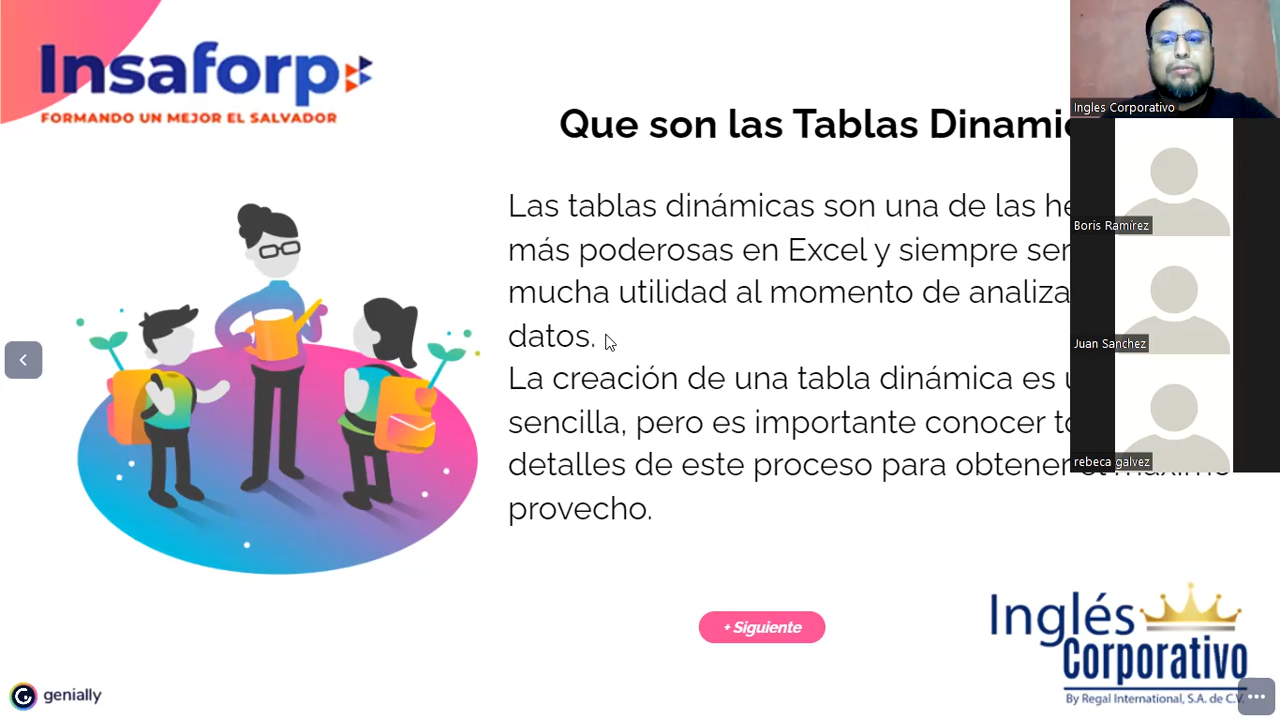 Insaforp
FORMANDO UN MEJOR EL SALVADOR
Que son las Tablas Dinami
Las tablas dinámicas son una de las he
más poderosas en Excel y siempre ser
mucha utilidad al momento de analiza
datos.
La creación de una tabla dinámica es
sencilla, pero es importante conocer to
detalles de este proceso para obtener el máximo
provecho.
+ Siguiente
Inglés
Corporativo
By Regal International, S.A. de C.V.
genially
Ingles Corporativo
Boris Ramírez
Juan Sanchez
rebeca galvez